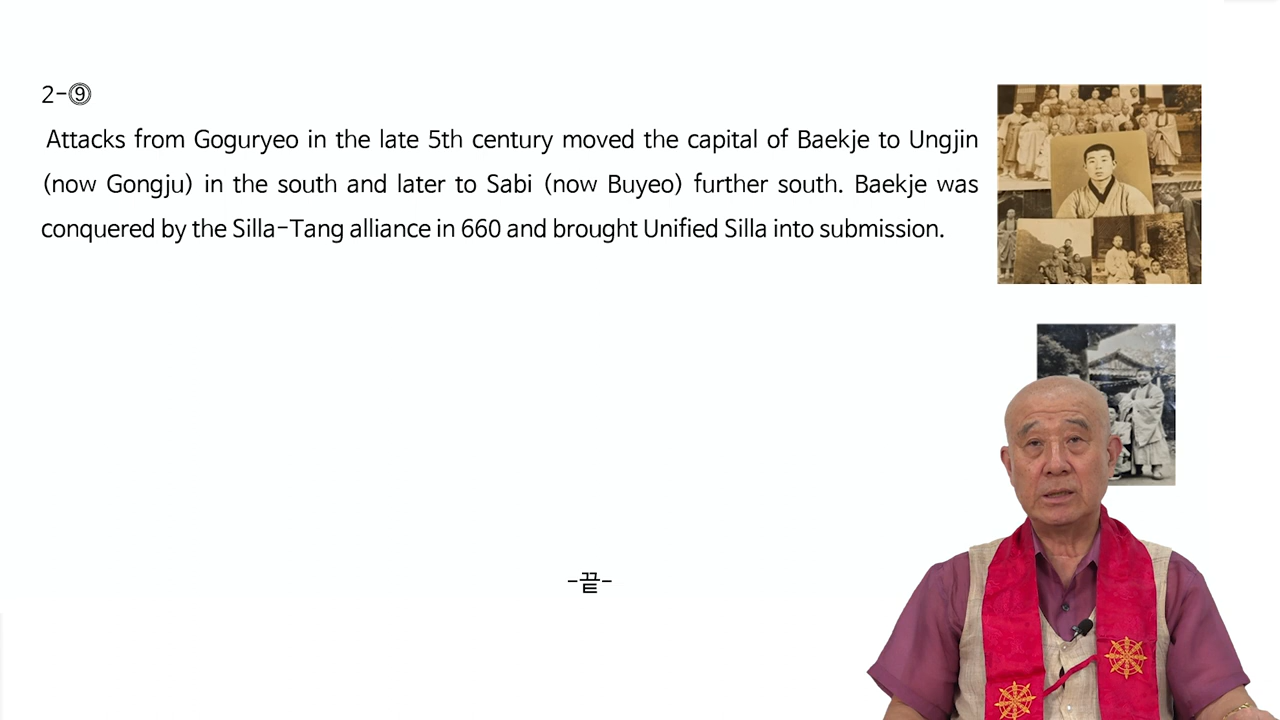 2-⑨
Attacks from Goguryeo in the late 5th century moved the capital of Baekje to Ungjin
(now Gongju) in the south and later to Sabi (now Buyeo) further south. Baekje was
conquered by the Silla-Tang alliance in 660 and brought Unified Silla into submission.
-끝-